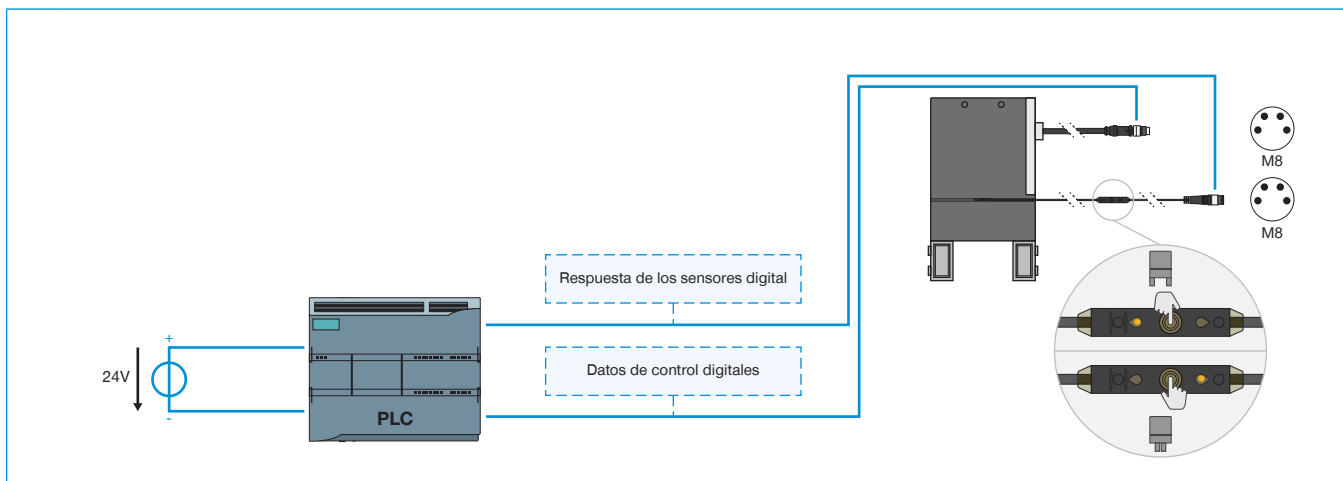 M8
M8
Respuesta de los sensores digital
+
24V
Datos de control digitales
-
PLC